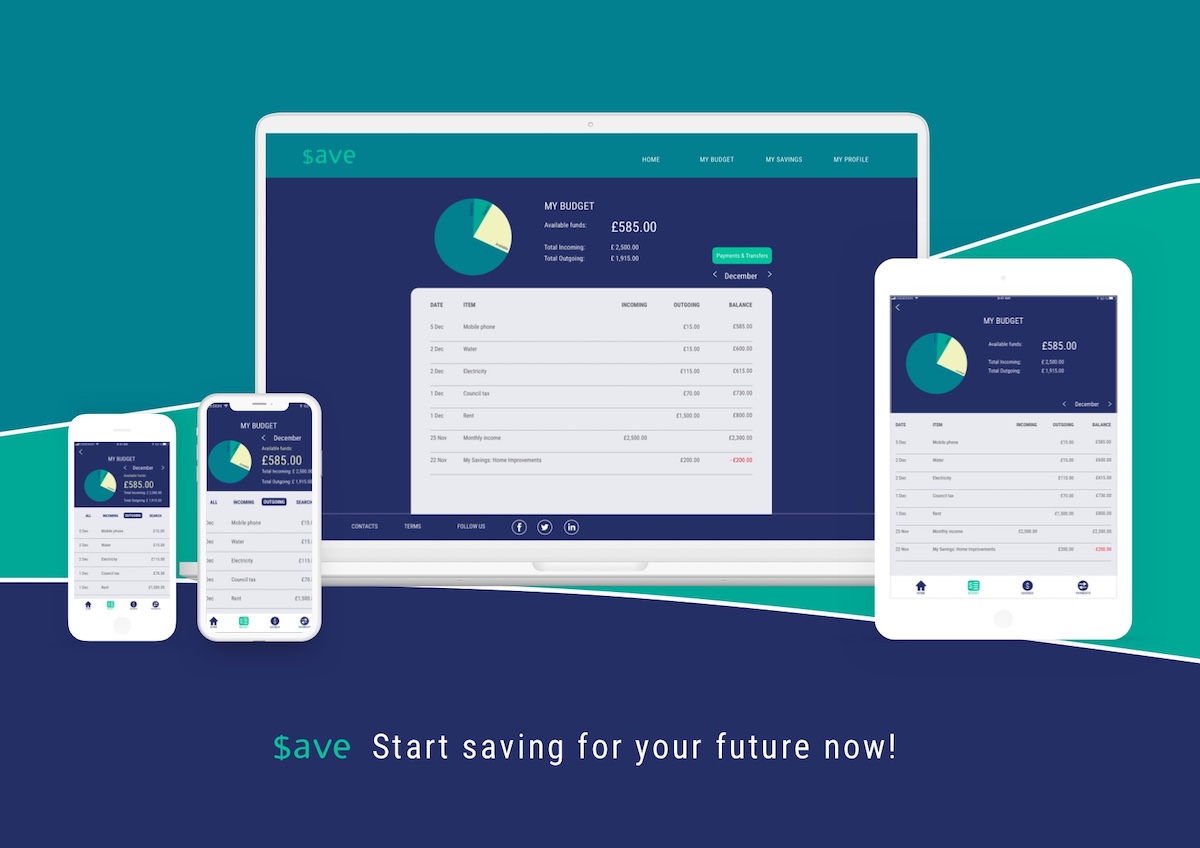 $ave
HOME MY BUDGET MY SAVINGS MY PROFILE
MY BUDGET
Available funds: £585.00
Total Incoming: £ 2,500.00
Total Outgoing: £ 1,915.00
Payments & Transfers
< December >
DATE ITEM INCOMING OUTGOING BALANCE
5 Dec Mobile phone £15.00 £585.00
2 Dec Water £15.00 £600.00
2 Dec Electricity £115.00 £615.00
1 Dec Council tax £70.00 £730.00
1 Dec Rent £1,500.00 £800.00
25 Nov Monthly income £2,500.00 £2,300.00
22 Nov My Savings: Home Improvements £200.00 - £200.00
CONTACTS TERMS FOLLOW US
MY BUDGET
< December >
Available funds:
£585.00
Total Incoming: £ 2,500.00
Total Outgoing: £ 1,915.00
ALL INCOMING OUTGOING SEARCH
5 Dec Mobile phone £15.00
2 Dec Water £15.00
2 Dec Electricity £115.00
1 Dec Council tax £70.00
1 Dec Rent £1,500.00
MY BUDGET
< December
Available funds:
£585.00
Total Incoming: £ 2,500.00
Total Outgoing: £ 1,915.00
ALL INCOMING OUTGOING SEARCH
Dec Mobile phone £15.
Dec Water £15.
Dec Electricity £115.
Dec Council tax £70.
Dec Rent £1,500.
9:41 AM
MY BUDGET
Available funds: £585.00
Total Incoming: £ 2,500.00
Total Outgoing: £ 1,915.00
< December >
DATE ITEM INCOMING OUTGOING BALANCE
5 Dec Mobile phone £15.00 £585.00
2 Dec Water £15.00 £600.00
2 Dec Electricity £115.00 £615.00
1 Dec Council tax £70.00 £730.00
1 Dec Rent £1,500.00 £800.00
25 Nov Monthly income £2,500.00 £2,300.00
22 Nov My Savings: Home Improvements £200.00 - £200.00
HOME BUDGET SAVINGS PAYMENTS
$ave Start saving for your future now!